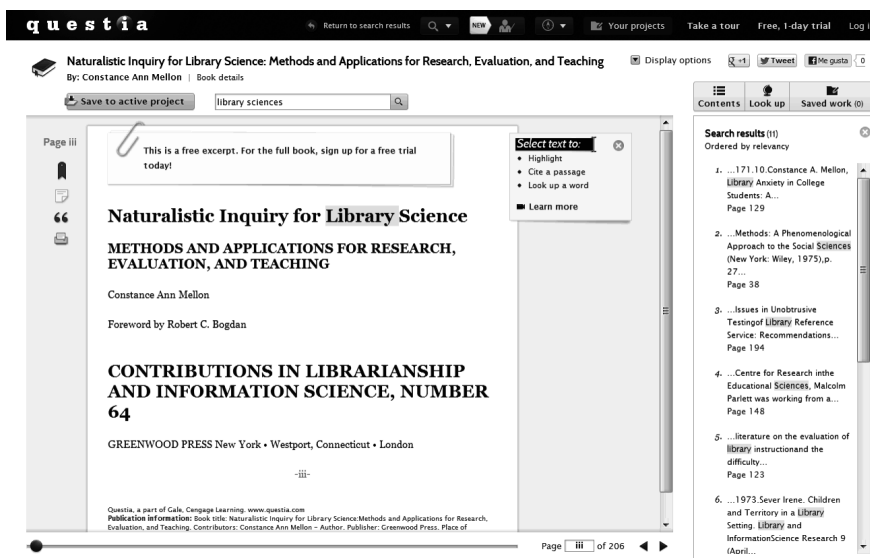 questia
Return to search results
NEW
Your projects
Take a tour
Free, 1-day trial
Log i
Naturalistic Inquiry for Library Science: Methods and Applications for Research, Evaluation, and Teaching
By: Constance Ann Mellon | Book details
Display options
+1
Tweet
Me gusta
0
Save to active project
library sciences
Contents
Look up
Saved work (0)
Page iii
This is a free excerpt. For the full book, sign up for a free trial
today!
Select text to:
• Highlight
• Cite a passage
• Look up a word
Learn more
Naturalistic Inquiry for Library Science
METHODS AND APPLICATIONS FOR RESEARCH,
EVALUATION, AND TEACHING
Constance Ann Mellon
Foreword by Robert C. Bogdan
CONTRIBUTIONS IN LIBRARIANSHIP
AND INFORMATION SCIENCE, NUMBER
64
GREENWOOD PRESS New York • Westport, Connecticut • London
-iii-
Questia, a part of Gale, Cengage Learning. www.questia.com
Publication information: Book title: Naturalistic Inquiry for Library Science:Methods and Applications for Research,
Evaluation, and Teaching. Contributors: Constance Ann Mellon - Author. Publisher: Greenwood Press. Place of
Page iii of 206
Search results (11)
Ordered by relevancy
1. ...171.10.Constance A. Mellon,
Library Anxiety in College
Students: A...
Page 129
2. ...Methods: A Phenomenological
Approach to the Social Sciences
(New York: Wiley, 1975),p.
27...
Page 38
3. ...Issues in Unobtrusive
Testingof Library Reference
Service: Recommendations...
Page 194
4. ...Centre for Research inthe
Educational Sciences, Malcolm
Parlett was working from a...
Page 148
5. ...literature on the evaluation of
library instructionand the
difficulty...
Page 123
6. ...1973.Sever Irene. Children
and Territory in a Library
Setting. Library and
InformationScience Research 9
(April...